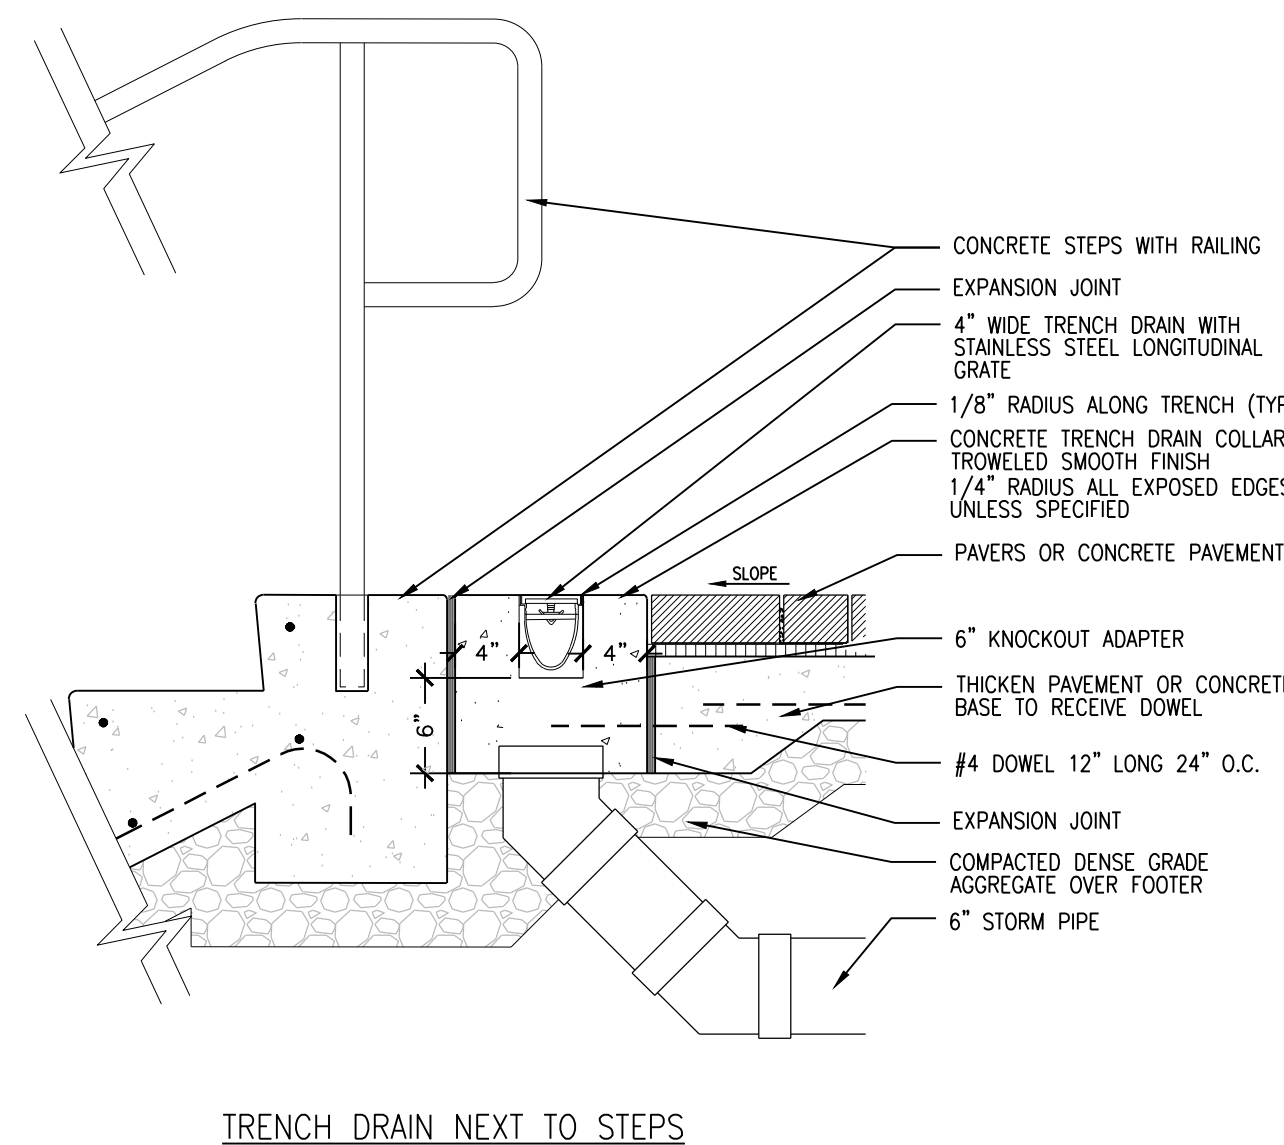 CONCRETE STEPS WITH RAILING
EXPANSION JOINT
4" WIDE TRENCH DRAIN WITH
STAINLESS STEEL LONGITUDINAL
GRATE
1/8" RADIUS ALONG TRENCH (TYP
CONCRETE TRENCH DRAIN COLLAR
TROWELED SMOOTH FINISH
1/4" RADIUS ALL EXPOSED EDGES
UNLESS SPECIFIED
PAVERS OR CONCRETE PAVEMENT
SLOPE
6" KNOCKOUT ADAPTER
4"
4"
THICKEN PAVEMENT OR CONCRETE
BASE TO RECEIVE DOWEL
6"
#4 DOWEL 12" LONG 24" O.C.
EXPANSION JOINT
COMPACTED DENSE GRADE
AGGREGATE OVER FOOTER
6" STORM PIPE
TRENCH DRAIN NEXT TO STEPS